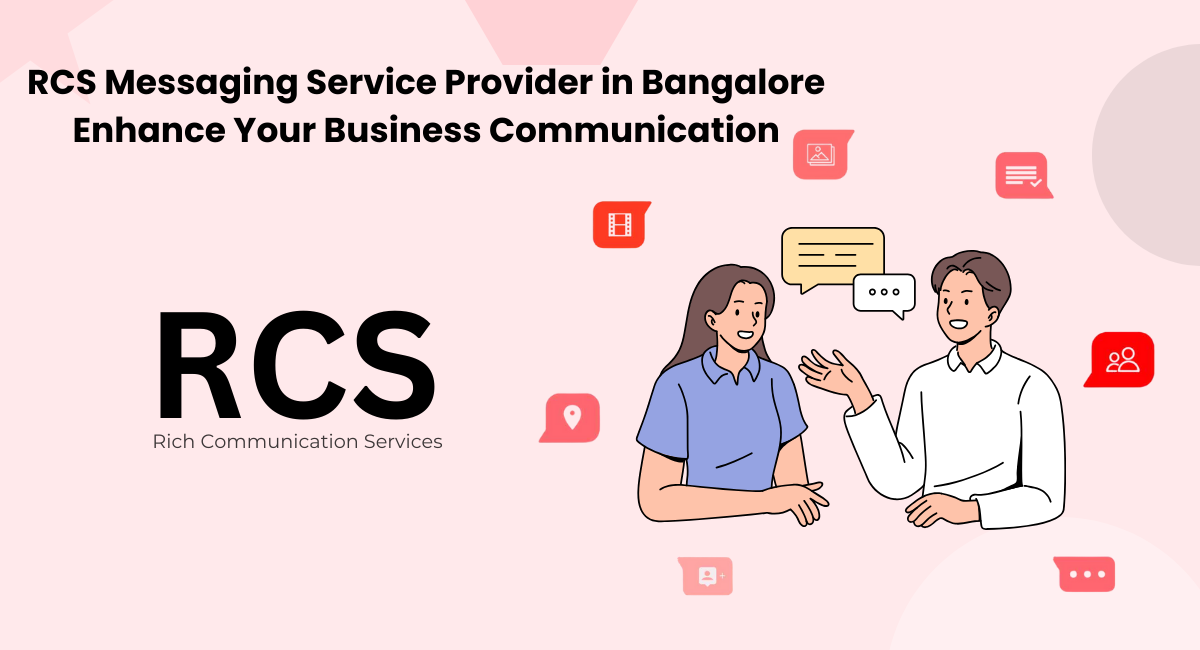 RCS Messaging Service Provider in Bangalore
Enhance Your Business Communication
RCS
Rich Communication Services